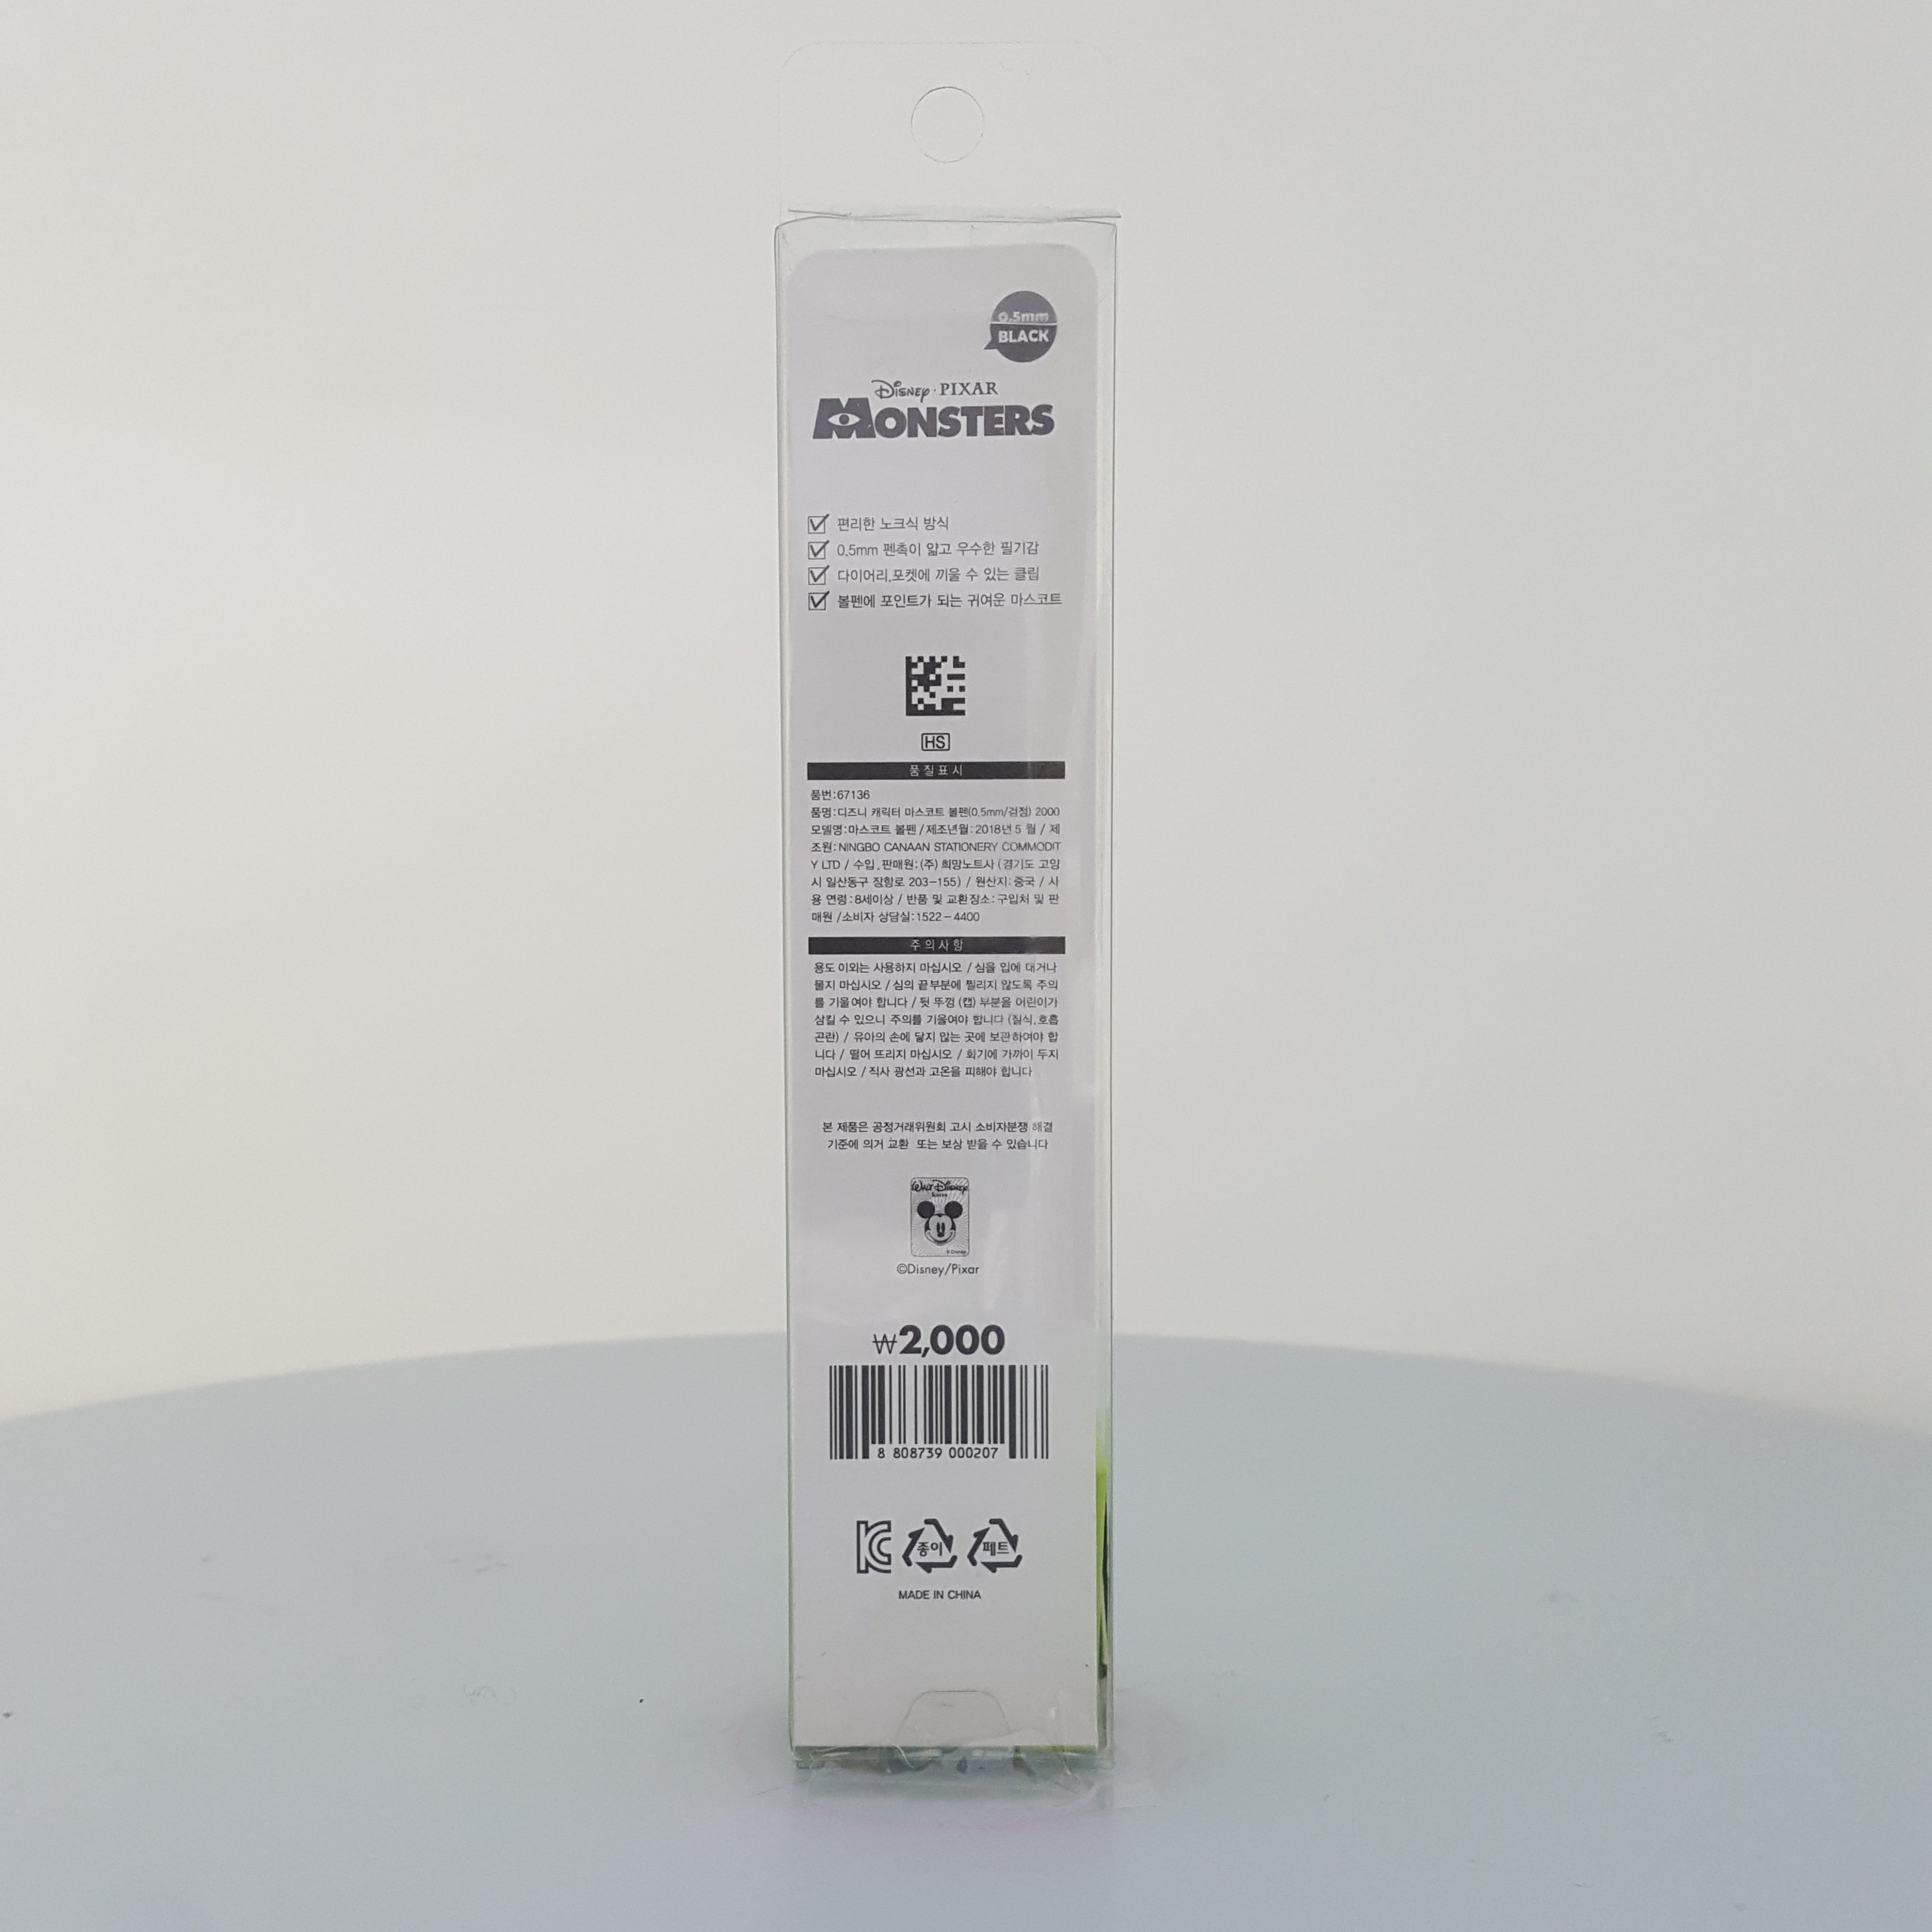 0.5mm
BLACK
Disney·PIXAR
MONSTERS
편리한 노크식 방식
0.5mm 펜촉이 얇고 우수한 필기감
다이어리,포켓에 끼울 수 있는 클립
볼펜에 포인트가 되는 귀여운 마스코트
HS
품질표시
품번:67136
품명:디즈니 캐릭터 마스코트 볼펜(0.5mm/검정) 2000
모델명:마스코트 볼펜 /제조년월: 2018년 5 월 / 제
조원: NINGBO CANAAN STATIONERY COMMODIT
Y LTD / 수입,판매원: (주) 희망노트사 (경기도 고양
시 일산동구 장항로 203-155) / 원산지: 중국 / 사
용 연령: 8세이상 / 반품 및 교환장소: 구입처 및 판
매원 /소비자 상담실:1522 - 4400
주의사항
용도 이외는 사용하지 마십시오 / 심을 입에 대거나
물지 마십시오 / 심의 끝부분에 찔리지 않도록 주의
를 기울여야 합니다 / 뒷 뚜껑 (캡) 부분을 어린이가
삼킬 수 있으니 주의를 기울여야 합니다 (질식,호흡
곤란) / 유아의 손에 닿지 않는 곳에 보관하여야 합
니다 / 떨어 뜨리지 마십시오 / 화기에 가까이 두지
마십시오 / 직사 광선과 고온을 피해야 합니다
본 제품은 공정거래위원회 고시 소비자분쟁 해결
기준에 의거 교환 또는 보상 받을 수 있습니다
WALT DISNEY
Korea
© Disney
©Disney/Pixar
₩2,000
8 808739 000207
종이 페트
MADE IN CHINA